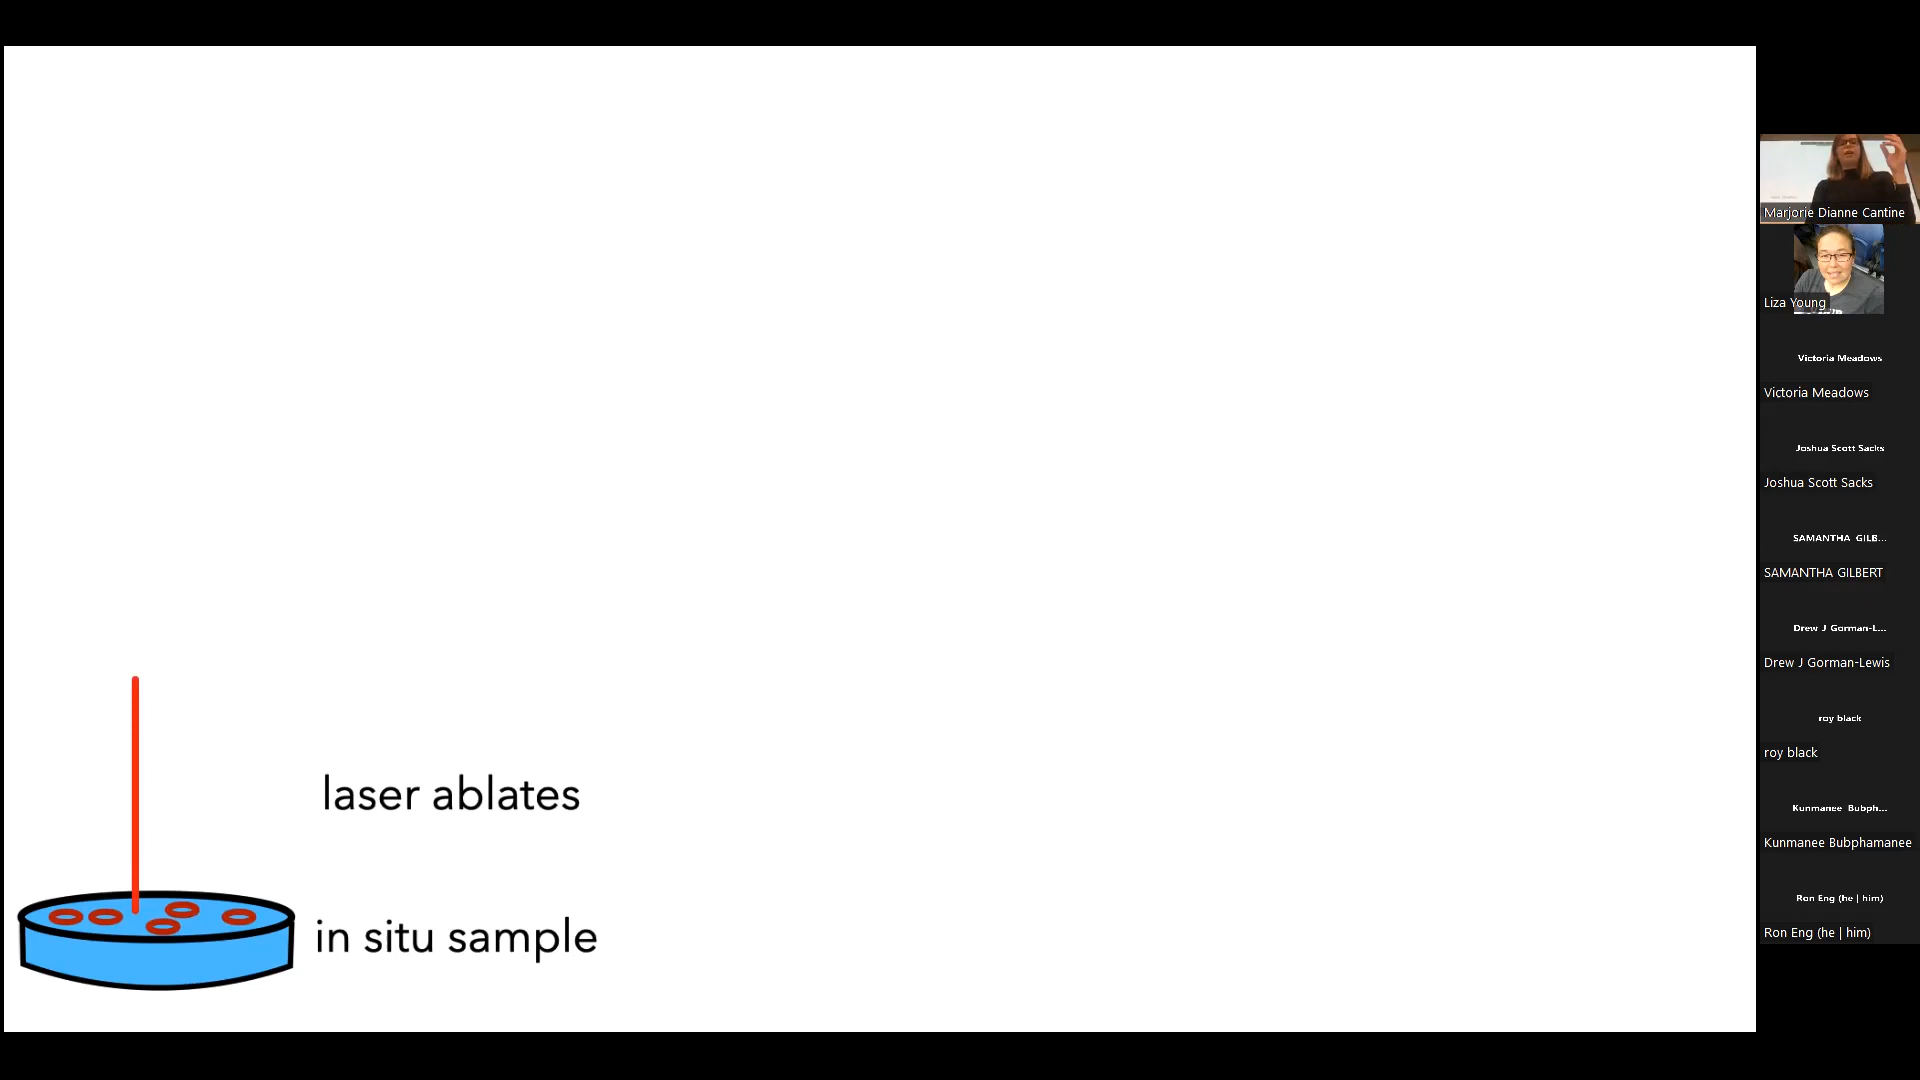 laser ablates
in situ sample
Marjorie Dianne Cantine
Liza Young
Victoria Meadows
Victoria Meadows
Joshua Scott Sacks
Joshua Scott Sacks
SAMANTHA GILB...
SAMANTHA GILBERT
Drew J Gorman-L...
Drew J Gorman-Lewis
roy black
roy black
Kunmanee Bubph...
Kunmanee Bubphamanee
Ron Eng (he | him)
Ron Eng (he | him)